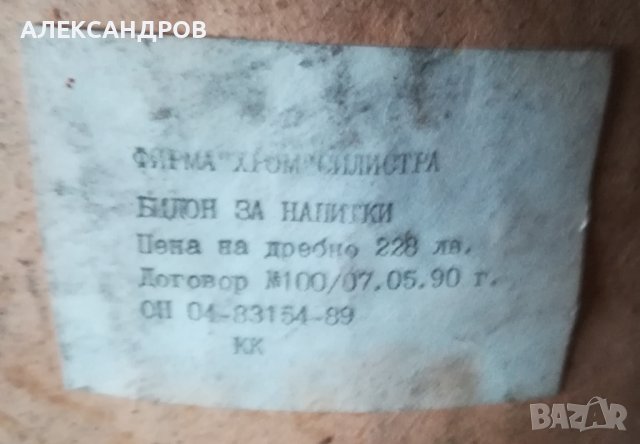 АЛЕКСАНДРОВ
ФИРМА "ХРОМ" СИЛИСТРА
БИДОН ЗА НАПИТКИ
Цена на дребно 228 лв.
Договор №100/07.05.90 г.
ОН 04-83154-89
КК
BAZAR